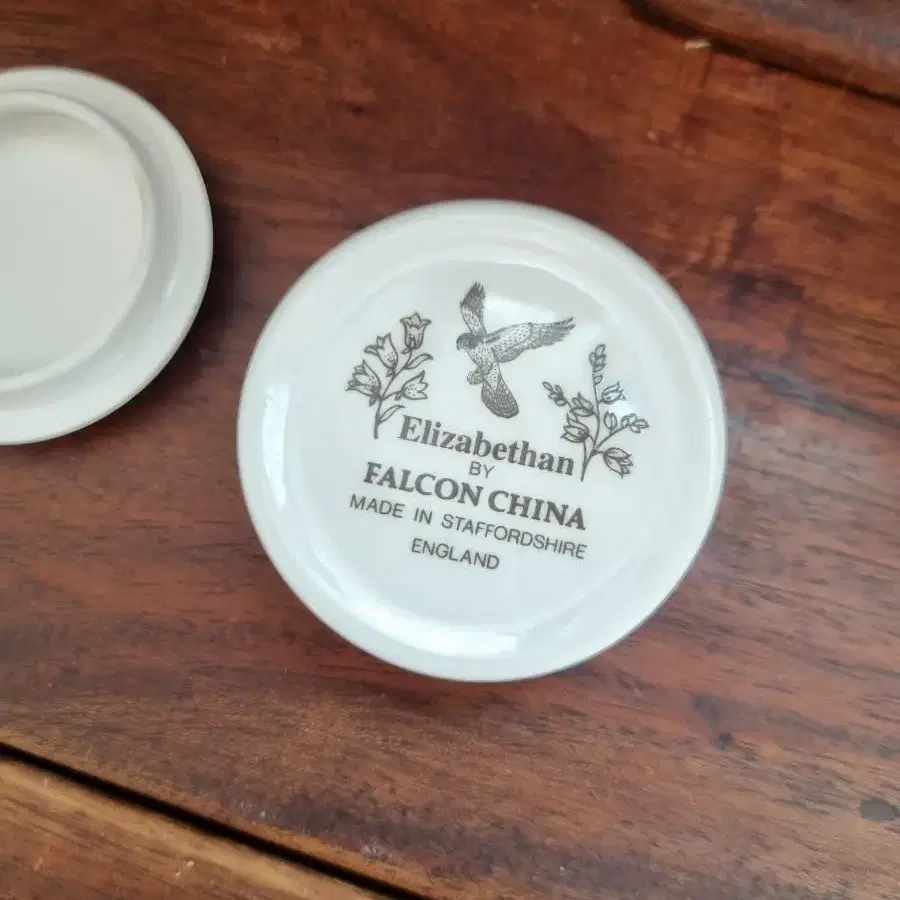 Elizabethan
BY
FALCON CHINA
MADE IN STAFFORDSHIRE
ENGLAND